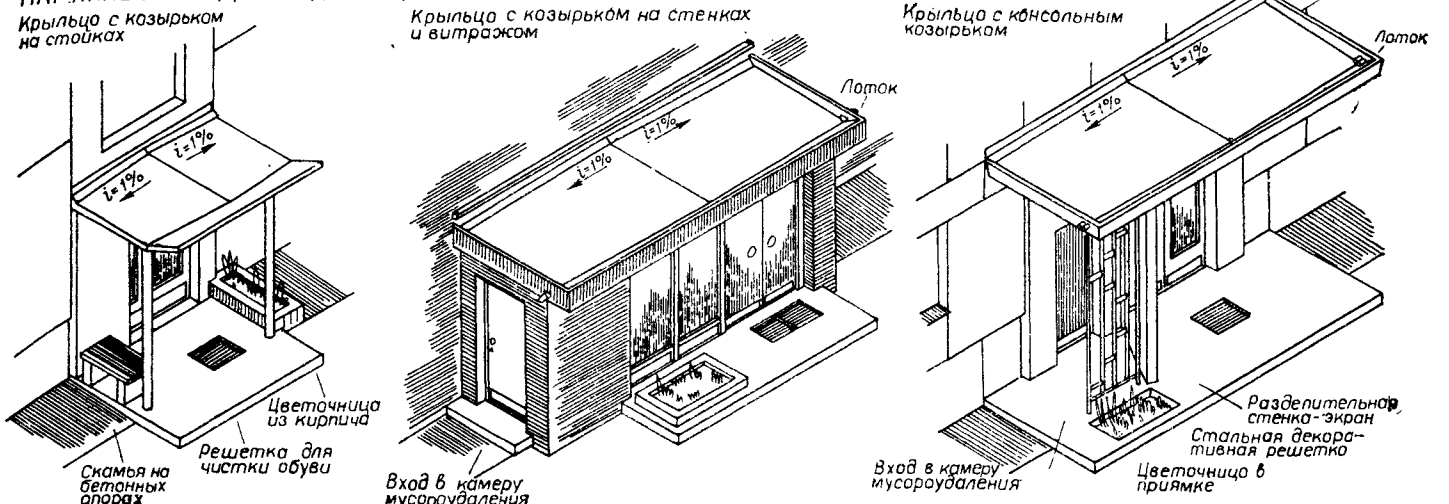 Крыльцо с козырьком
на стойках
i=1%
i=1%
Цветочница
из кирпича
Решетка для
чистки обуви
Скамья на
бетонных
опорах
Крыльцо с козырьком на стенках
и витражом
Лоток
i=1%
i=1%
Вход в камеру
мусороудаления
Крыльцо с консольным
козырьком
Лоток
i=1%
i=1%
Разделительная
стенка-экран
Стальная декора-
тивная решетка
Цветочница в
приямке
Вход в камеру
мусороудаления